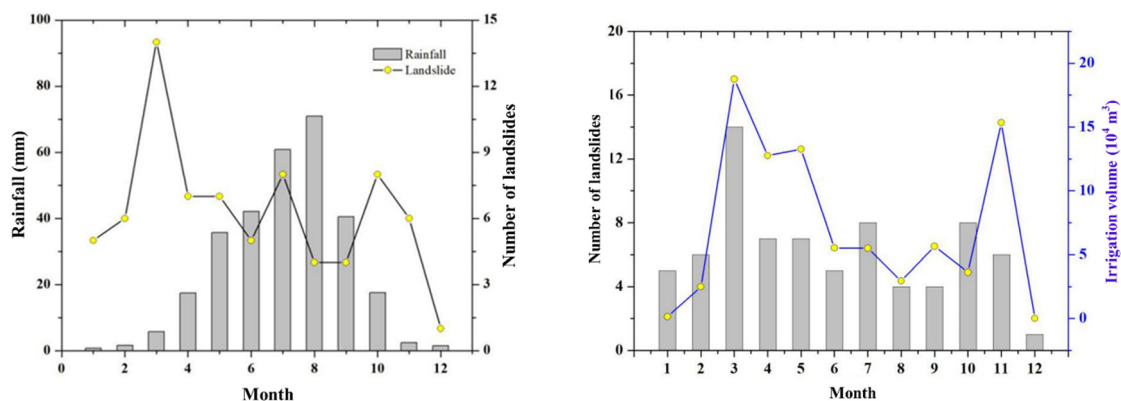 100
80
60
40
20
0
Rainfall (mm)
15
12
9
6
3
0
Number of landslides
Rainfall
Landslide
0 2 4 6 8 10 12
Month
20
16
12
8
4
0
Number of landslides
20
15
10
5
0
Irrigation volume (10⁴ m³)
1 2 3 4 5 6 7 8 9 10 11 12
Month